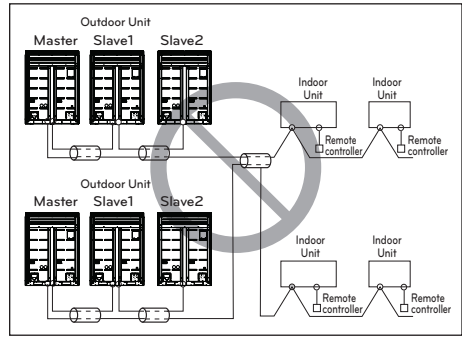 Outdoor Unit
Master Slave1 Slave2
Indoor
Unit
Indoor
Unit
Remote
controller
Remote
controller
Outdoor Unit
Master Slave1 Slave2
Indoor
Unit
Indoor
Unit
Remote
controller
Remote
controller